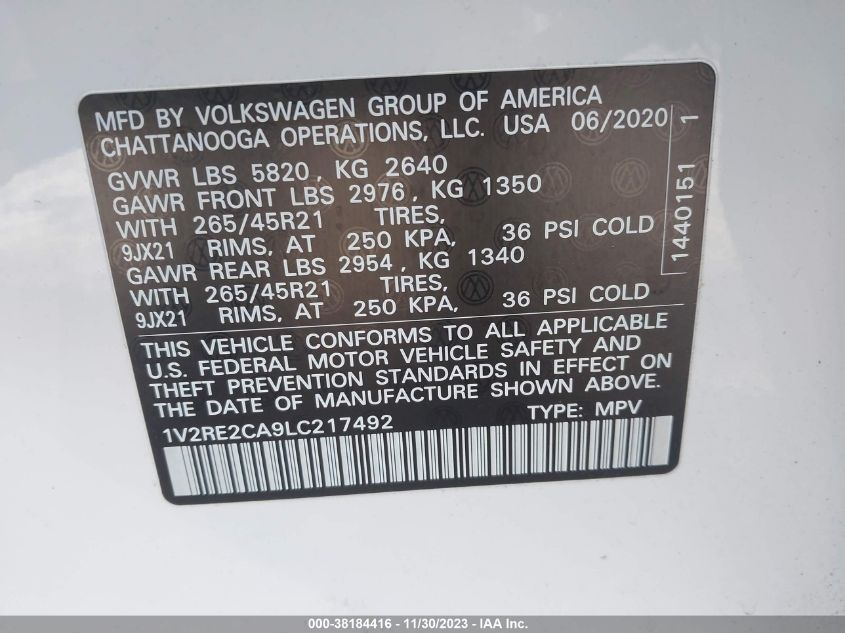 MFD BY VOLKSWAGEN GROUP OF AMERICA
CHATTANOOGA OPERATIONS, LLC. USA 06/2020
GVWR LBS 5820, KG 2640
GAWR FRONT LBS 2976, KG 1350
WITH 265/45R21 TIRES,
9JX21 RIMS, AT 250 KPA, 36 PSI COLD
GAWR REAR LBS 2954, KG 1340
WITH 265/45R21 TIRES,
9JX21 RIMS, AT 250 KPA, 36 PSI COLD
1440151 1
THIS VEHICLE CONFORMS TO ALL APPLICABLE
U.S. FEDERAL MOTOR VEHICLE SAFETY AND
THEFT PREVENTION STANDARDS IN EFFECT ON
THE DATE OF MANUFACTURE SHOWN ABOVE.
1V2RE2CA9LC217492 TYPE: MPV
000-38184416 - 11/30/2023 - IAA Inc.